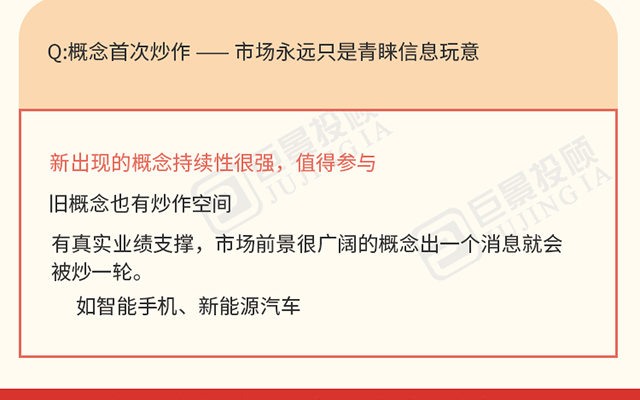 Q:概念首次炒作 —— 市场永远只是青睐信息玩意
新出现的概念持续性很强，值得参与
旧概念也有炒作空间
有真实业绩支撑，市场前景很广阔的概念出一个消息就会
被炒一轮。
如智能手机、新能源汽车
巨景投顾
JUJING IA
巨景投顾
JUJING IA